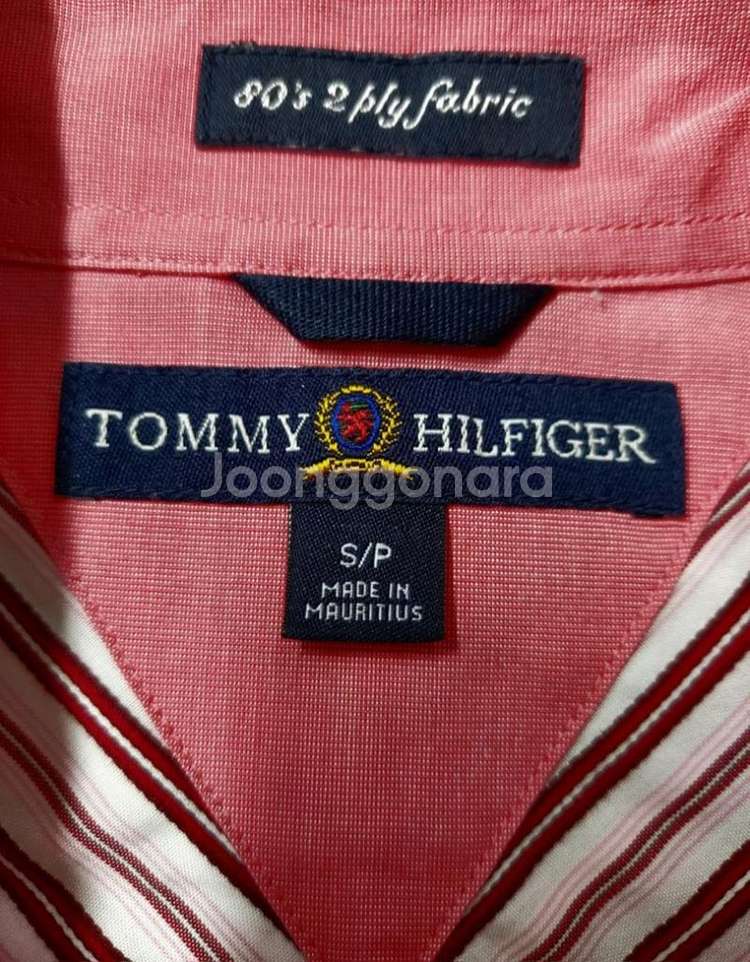 80's 2 ply fabric
TOMMY HILFIGER
Joonggonara
S/P
MADE IN
MAURITIUS